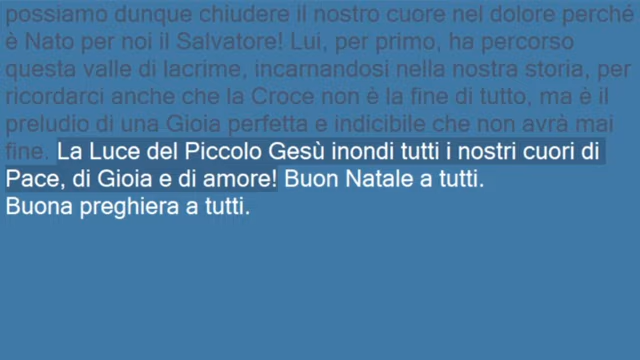 possiamo dunque chiudere il nostro cuore nel dolore perché
è Nato per noi il Salvatore! Lui, per primo, ha percorso
questa valle di lacrime, incarnandosi nella nostra storia, per
ricordarci anche che la Croce non è la fine di tutto, ma è il
preludio di una Gioia perfetta e indicibile che non avrà mai
fine. La Luce del Piccolo Gesù inondi tutti i nostri cuori di
Pace, di Gioia e di amore! Buon Natale a tutti.
Buona preghiera a tutti.